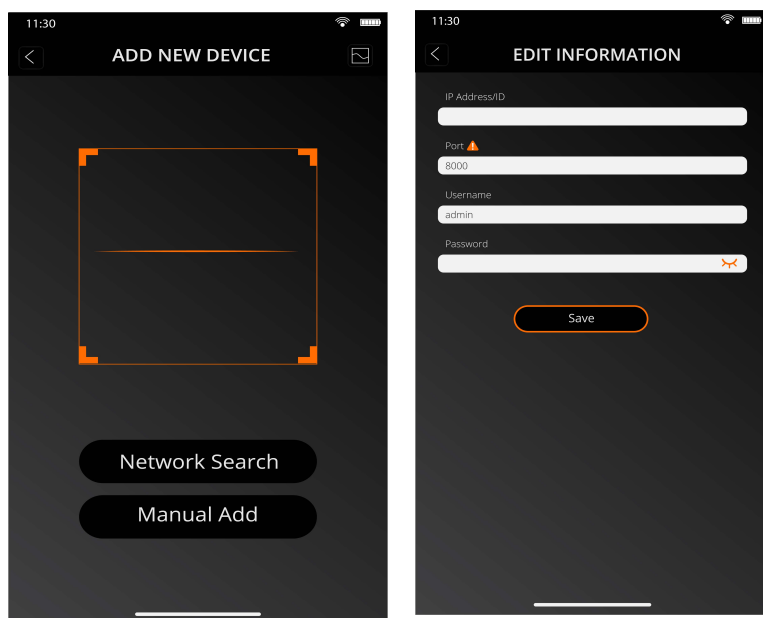 11:30
ADD NEW DEVICE
Network Search
Manual Add
11:30
EDIT INFORMATION
IP Address/ID
Port
8000
Username
admin
Password
Save